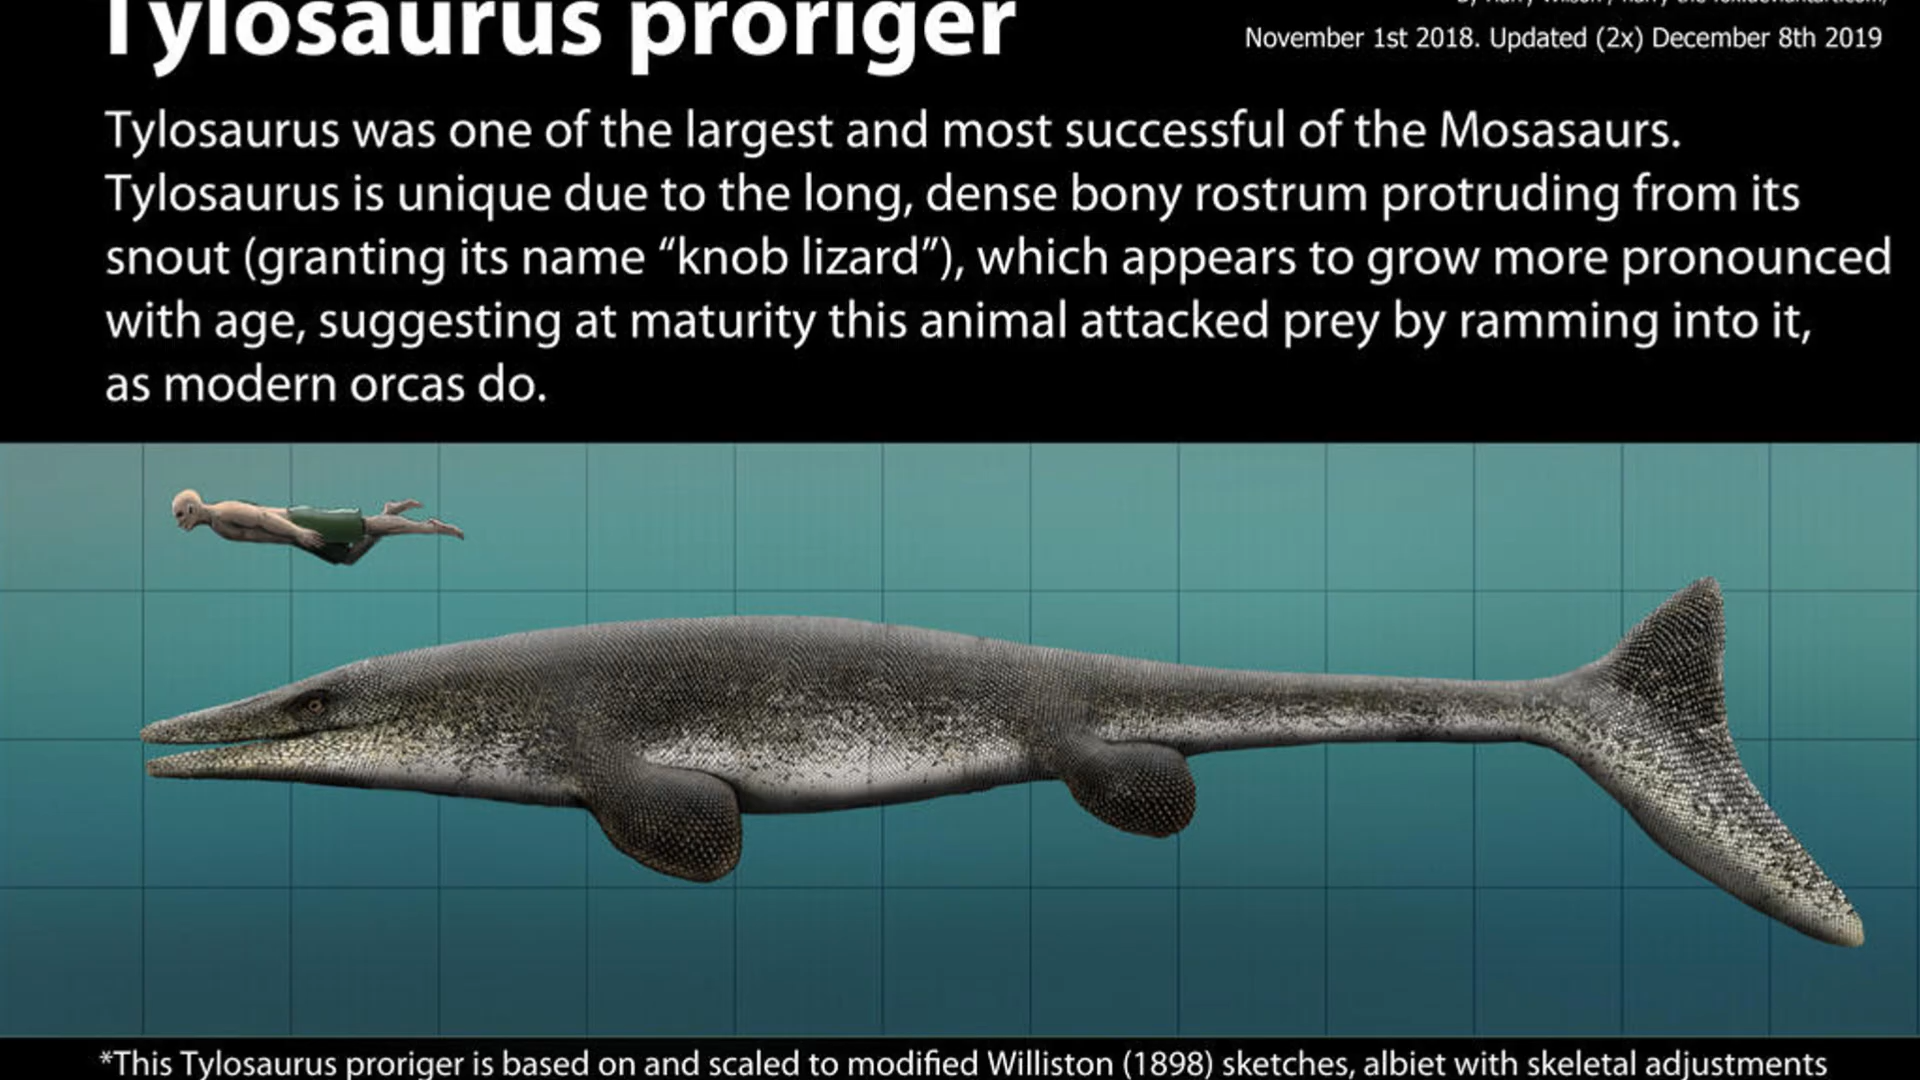 Tylosaurus proriger
November 1st 2018. Updated (2x) December 8th 2019
Tylosaurus was one of the largest and most successful of the Mosasaurs.
Tylosaurus is unique due to the long, dense bony rostrum protruding from its
snout (granting its name “knob lizard”), which appears to grow more pronounced
with age, suggesting at maturity this animal attacked prey by ramming into it,
as modern orcas do.
*This Tylosaurus proriger is based on and scaled to modified Williston (1898) sketches, albiet with skeletal adjustments